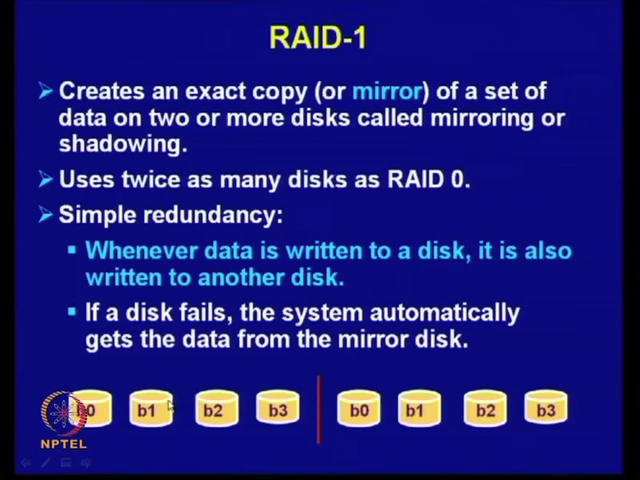 RAID-1
Creates an exact copy (or mirror) of a set of
data on two or more disks called mirroring or
shadowing.
Uses twice as many disks as RAID 0.
Simple redundancy:
Whenever data is written to a disk, it is also
written to another disk.
If a disk fails, the system automatically
gets the data from the mirror disk.
b0 b1 b2 b3 b0 b1 b2 b3
NPTEL